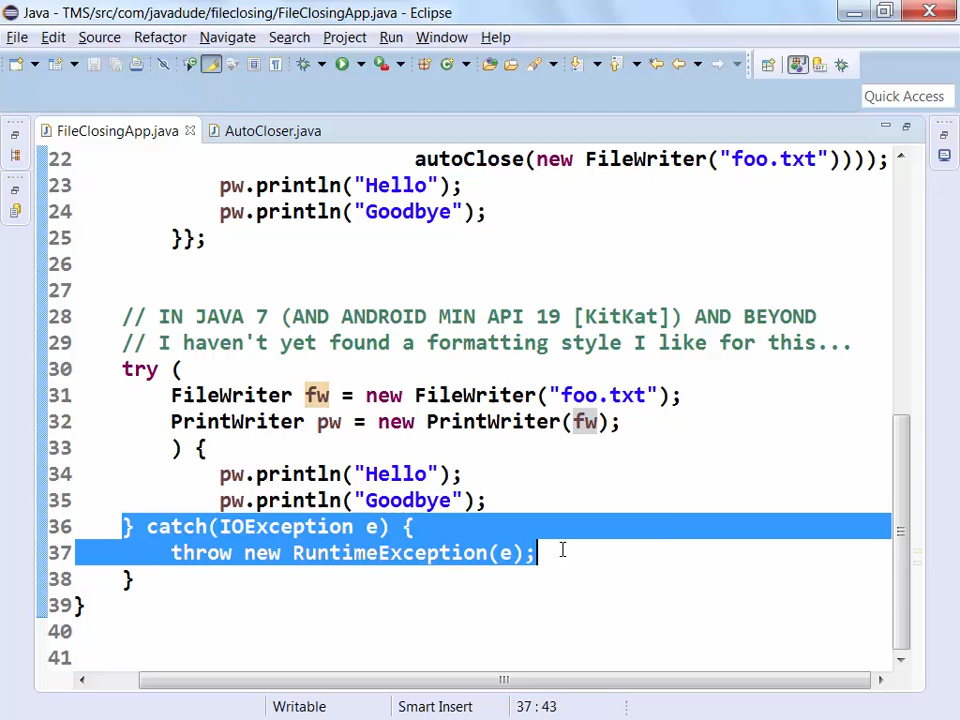 Java - TMS/src/com/javadude/fileclosing/FileClosingApp.java - Eclipse
File Edit Source Refactor Navigate Search Project Run Window Help
Quick Access
FileClosingApp.java AutoCloser.java
22 autoClose(new FileWriter("foo.txt"))));
23 pw.println("Hello");
24 pw.println("Goodbye");
25 }};
26
27
28 // IN JAVA 7 (AND ANDROID MIN API 19 [KitKat]) AND BEYOND
29 // I haven't yet found a formatting style I like for this...
30 try (
31 FileWriter fw = new FileWriter("foo.txt");
32 PrintWriter pw = new PrintWriter(fw);
33 ) {
34 pw.println("Hello");
35 pw.println("Goodbye");
36 } catch(IOException e) {
37 throw new RuntimeException(e);
38 }
39 }
40
41
Writable Smart Insert 37 : 43